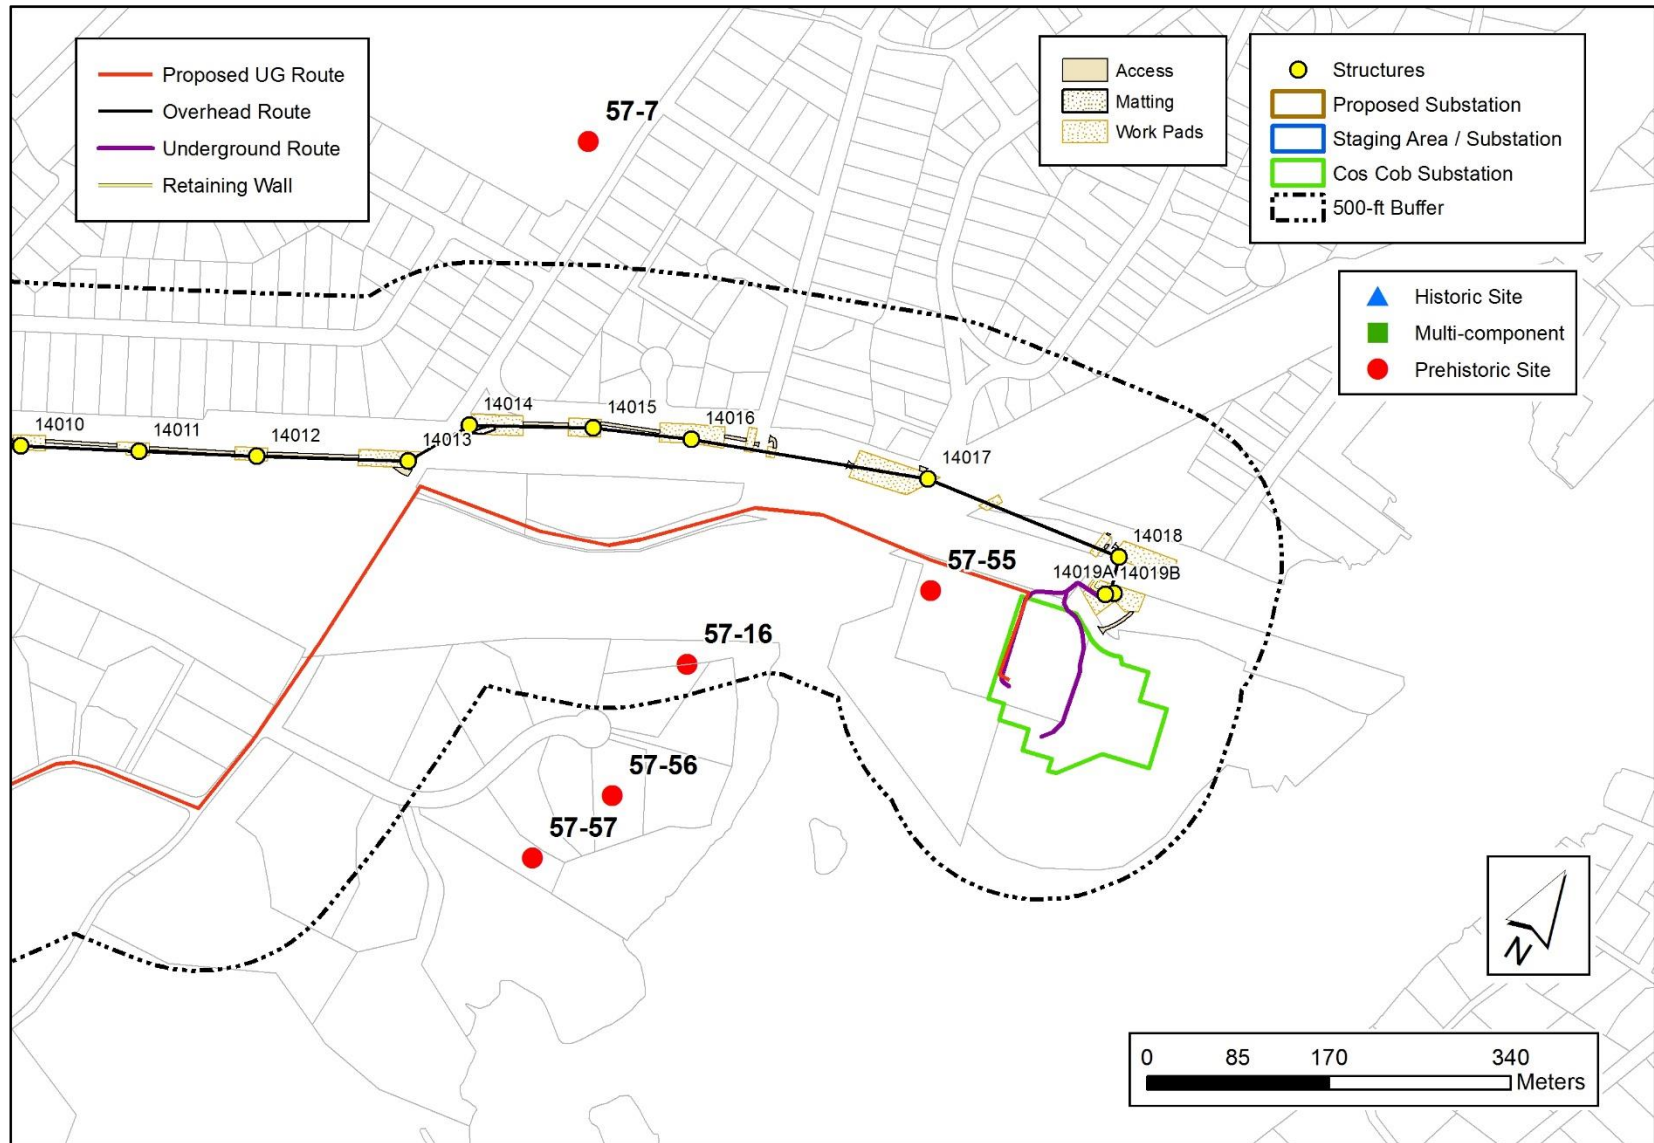 Proposed UG Route
Overhead Route
Underground Route
Retaining Wall
57-7
Access
Matting
Work Pads
Structures
Proposed Substation
Staging Area / Substation
Cos Cob Substation
500-ft Buffer
Historic Site
Multi-component
Prehistoric Site
14010
14011
14012
14013
14014
14015
14016
14017
14018
14019A
14019B
57-55
57-16
57-56
57-57
N
0 85 170 340
Meters